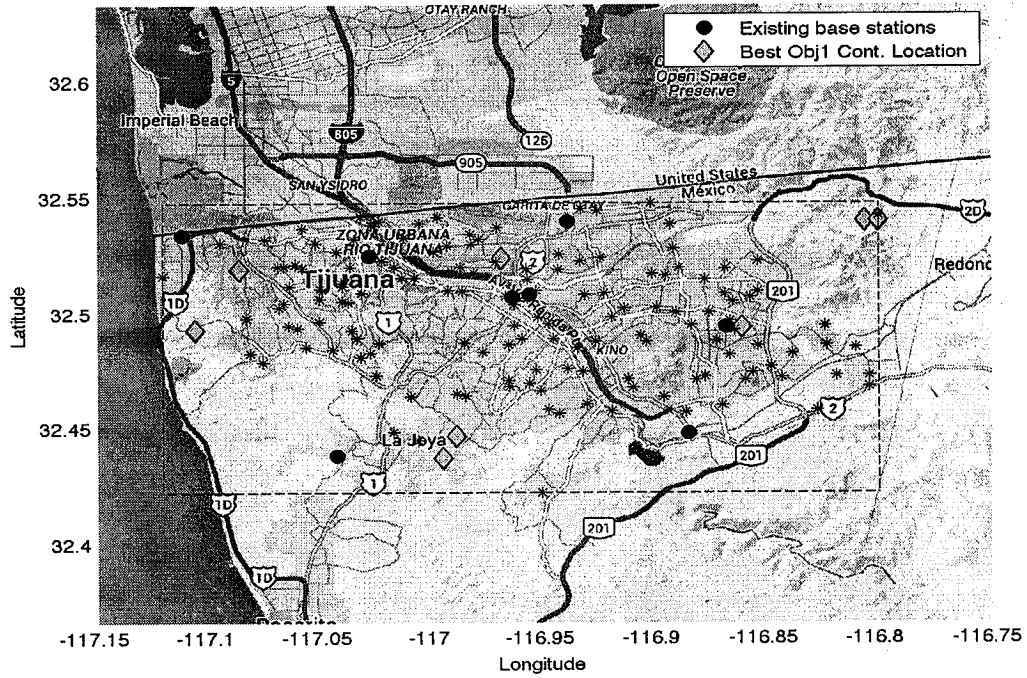 OTAY RANCH
Existing base stations
Best Obj1 Cont. Location
32.6
5
Open Space
Preserve
Imperial Beach
805
125
905
SAN YSIDRO
United States
México
32.55
GARITA DE OTAY
2D
ZONA URBANA
RIO TIJUANA
2
Redond
Tijuana
201
1D
32.5
1
Latitude
KINO
2
32.45
La Joya
201
1
1D
201
32.4
1D
-117.15
-117.1
-117.05
-117
-116.95
-116.9
-116.85
-116.8
-116.75
Longitude